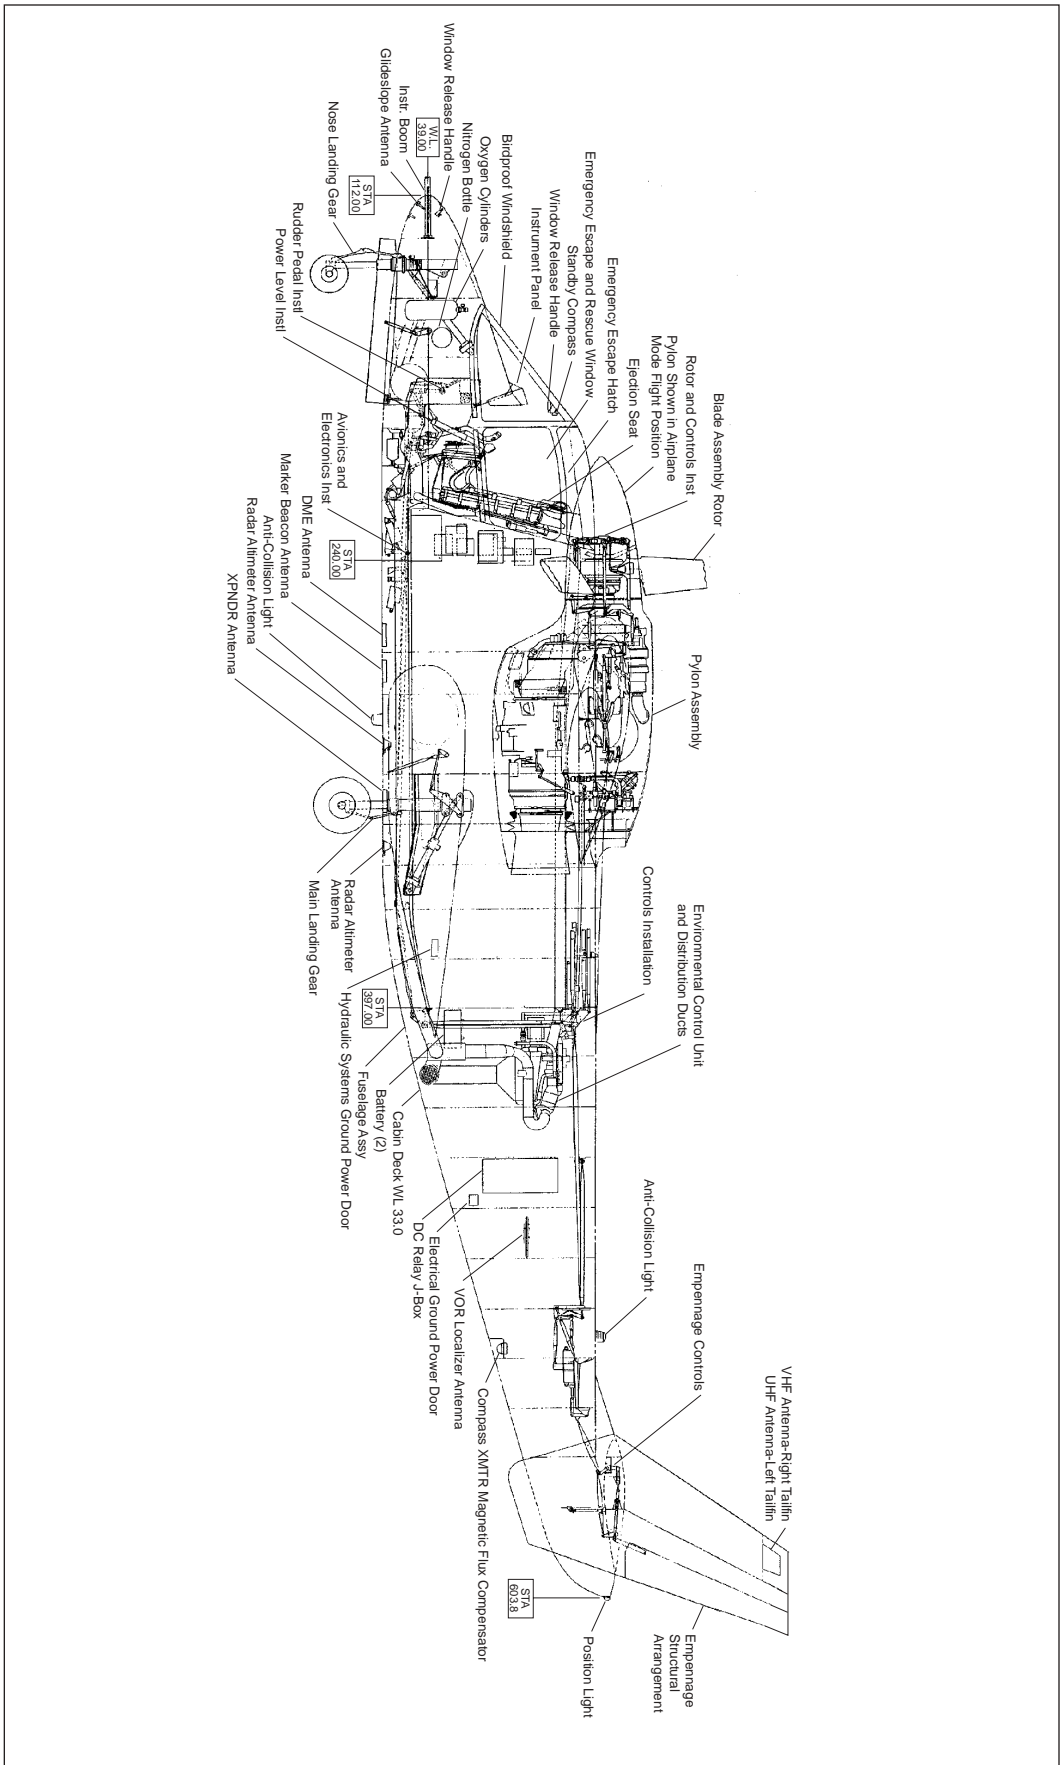 Window Release Handle
Instr. Boom
Glideslope Antenna
Nose Landing Gear
W.L.
39.00
STA
112.00
Nitrogen Bottle
Oxygen Cylinders
Birdproof Windshield
Rudder Pedal Instl
Power Level Instl
Instrument Panel
Window Release Handle
Standby Compass
Emergency Escape and Rescue Window
Emergency Escape Hatch
Ejection Seat
Mode Flight Position
Pylon Shown in Airplane
Rotor and Controls Inst
Blade Assembly Rotor
Pylon Assembly
Avionics and
Electronics Inst
STA
240.00
DME Antenna
Marker Beacon Antenna
Anti-Collision Light
Radar Altimeter Antenna
XPNDR Antenna
Radar Altimeter
Antenna
Main Landing Gear
Controls Installation
Environmental Control Unit
and Distribution Ducts
STA
397.00
Hydraulic Systems Ground Power Door
Fuselage Assy
Battery (2)
Cabin Deck WL 33.0
DC Relay J-Box
Electrical Ground Power Door
VOR Localizer Antenna
Compass XMTR Magnetic Flux Compensator
Anti-Collision Light
Empennage Controls
VHF Antenna-Right Tailfin
UHF Antenna-Left Tailfin
STA
603.8
Position Light
Empennage
Structural
Arrangement